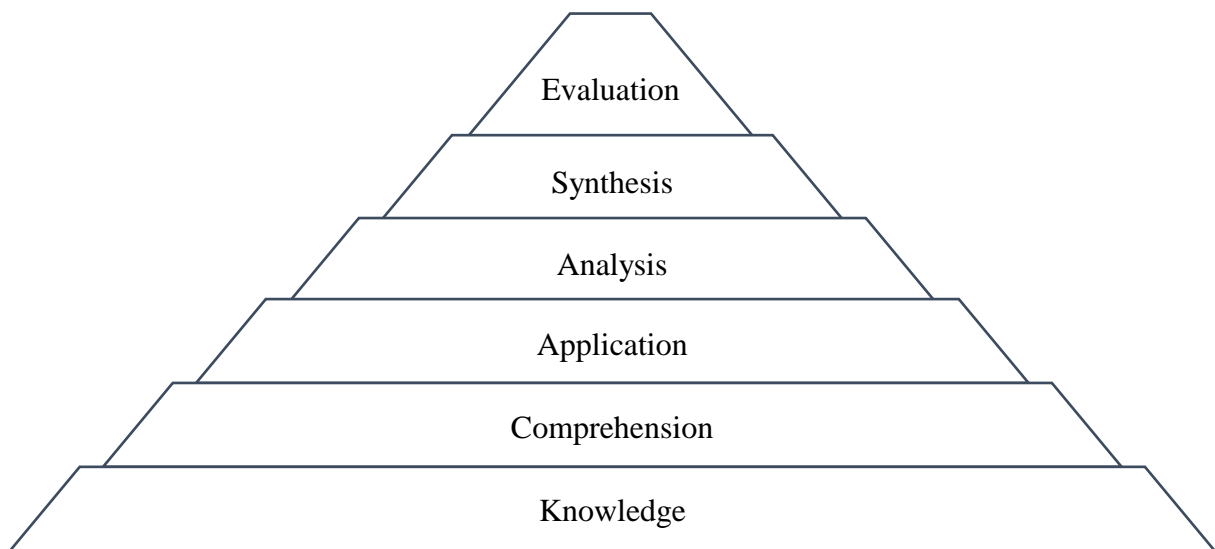 Evaluation
Synthesis
Analysis
Application
Comprehension
Knowledge